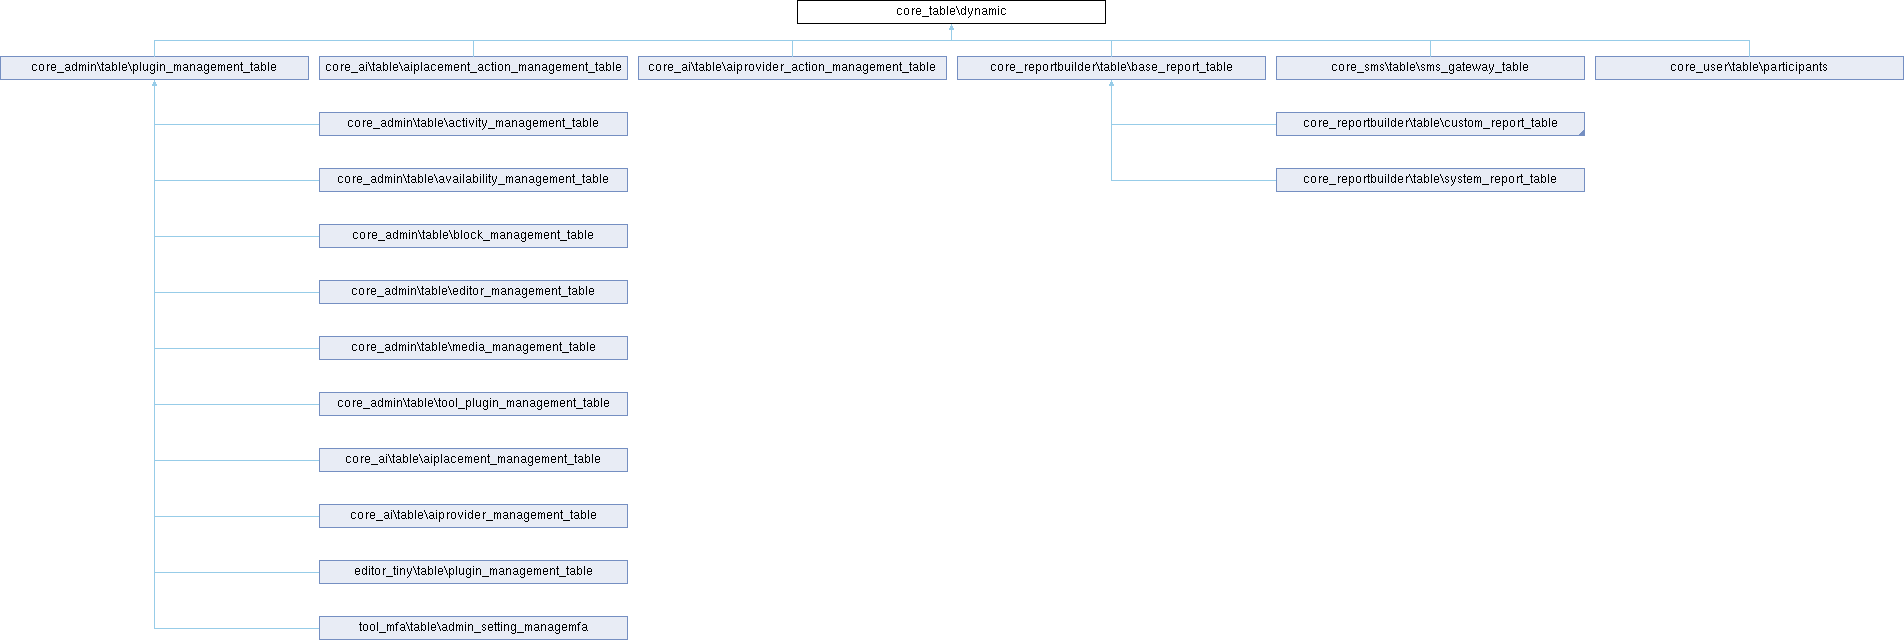 core_table\dynamic
core_admin\table\plugin_management_table
core_ai\table\aiplacement_action_management_table
core_ai\table\aiprovider_action_management_table
core_reportbuilder\table\base_report_table
core_sms\table\sms_gateway_table
core_user\table\participants
core_admin\table\activity_management_table
core_reportbuilder\table\custom_report_table
core_admin\table\availability_management_table
core_reportbuilder\table\system_report_table
core_admin\table\block_management_table
core_admin\table\editor_management_table
core_admin\table\media_management_table
core_admin\table\tool_plugin_management_table
core_ai\table\aiplacement_management_table
core_ai\table\aiprovider_management_table
editor_tiny\table\plugin_management_table
tool_mfa\table\admin_setting_managemfa